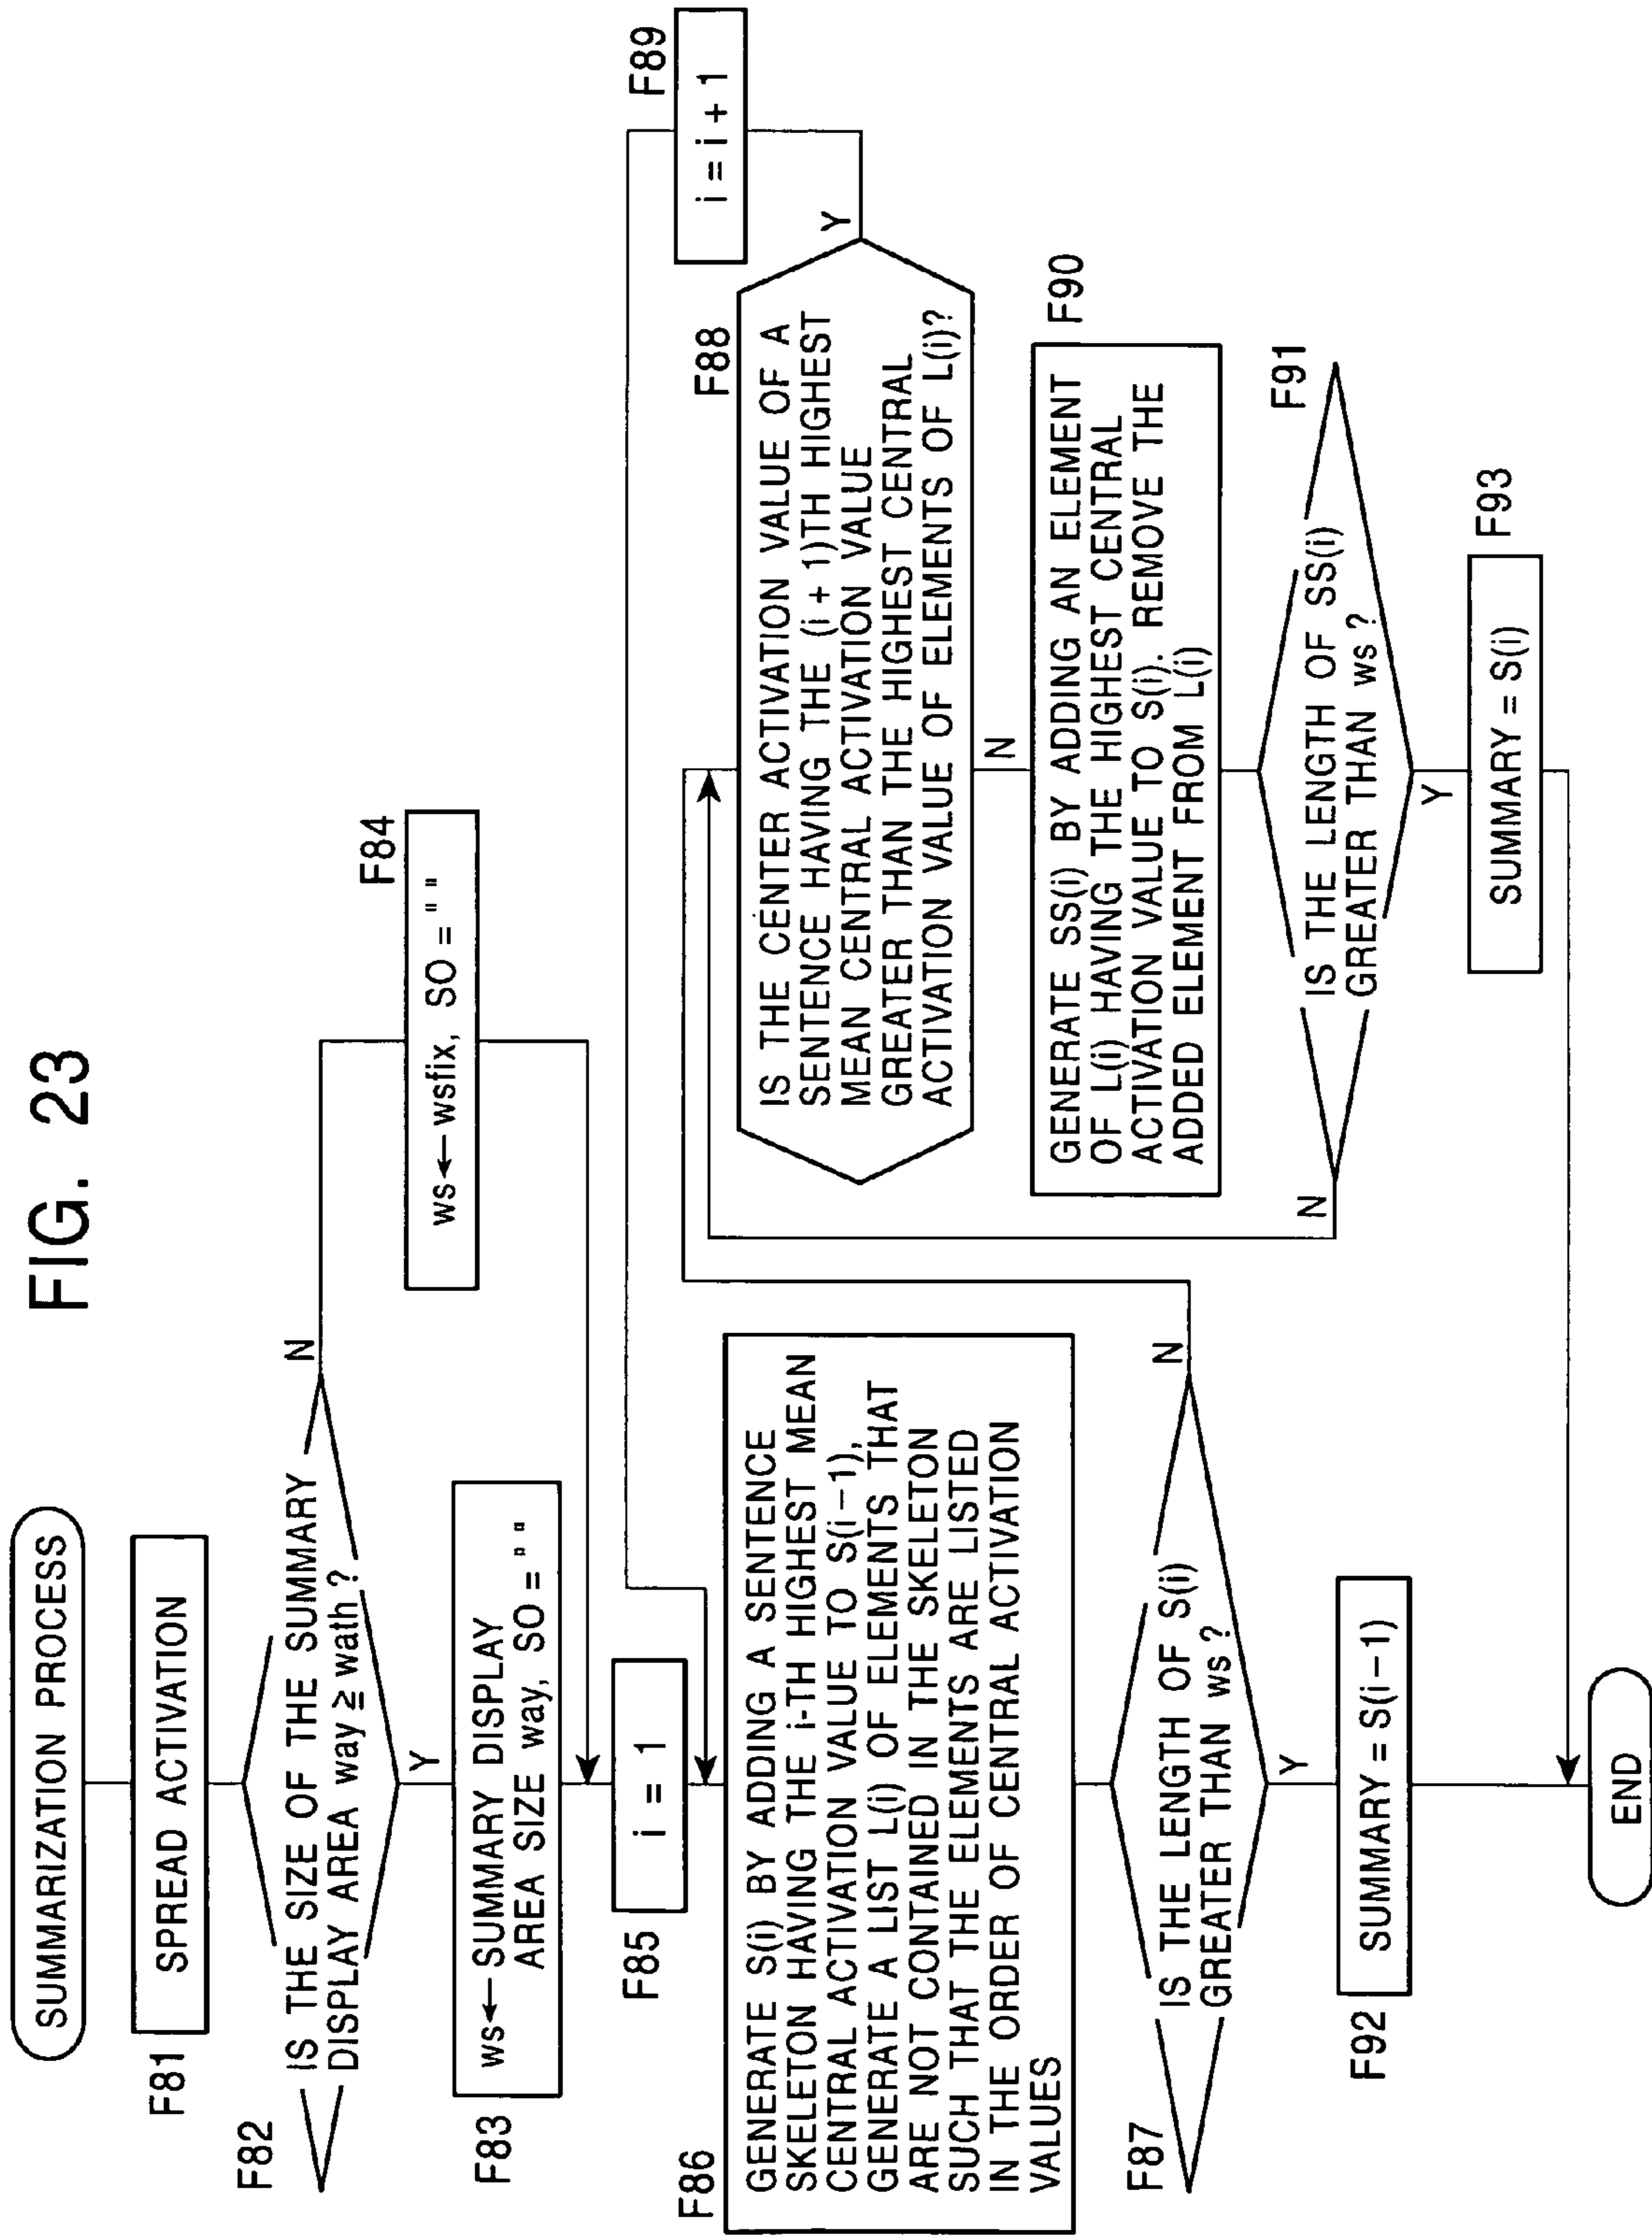 FIG. 23
SUMMARIZATION PROCESS
F81
SPREAD ACTIVATION
F82
IS THE SIZE OF THE SUMMARY
DISPLAY AREA way ≧ wath ?
N
Y
F83
ws←SUMMARY DISPLAY
AREA SIZE way, SO = " "
F84
ws←wsfix, SO = " "
F85
i = 1
F86
GENERATE S(i) BY ADDING A SENTENCE
SKELETON HAVING THE i-TH HIGHEST MEAN
CENTRAL ACTIVATION VALUE TO S(i−1),
GENERATE A LIST L(i) OF ELEMENTS THAT
ARE NOT CONTAINED IN THE SKELETON
SUCH THAT THE ELEMENTS ARE LISTED
IN THE ORDER OF CENTRAL ACTIVATION
VALUES
F87
IS THE LENGTH OF S(i)
GREATER THAN ws ?
N
Y
F92
SUMMARY = S(i−1)
F88
IS THE CENTER ACTIVATION VALUE OF A
SENTENCE HAVING THE (i + 1)TH HIGHEST
MEAN CENTRAL ACTIVATION VALUE
GREATER THAN THE HIGHEST CENTRAL
ACTIVATION VALUE OF ELEMENTS OF L(i)?
Y
N
F89
i = i + 1
F90
GENERATE SS(i) BY ADDING AN ELEMENT
OF L(i) HAVING THE HIGHEST CENTRAL
ACTIVATION VALUE TO S(i). REMOVE THE
ADDED ELEMENT FROM L(i)
F91
IS THE LENGTH OF SS(i)
GREATER THAN ws ?
N
Y
F93
SUMMARY = S(i)
END